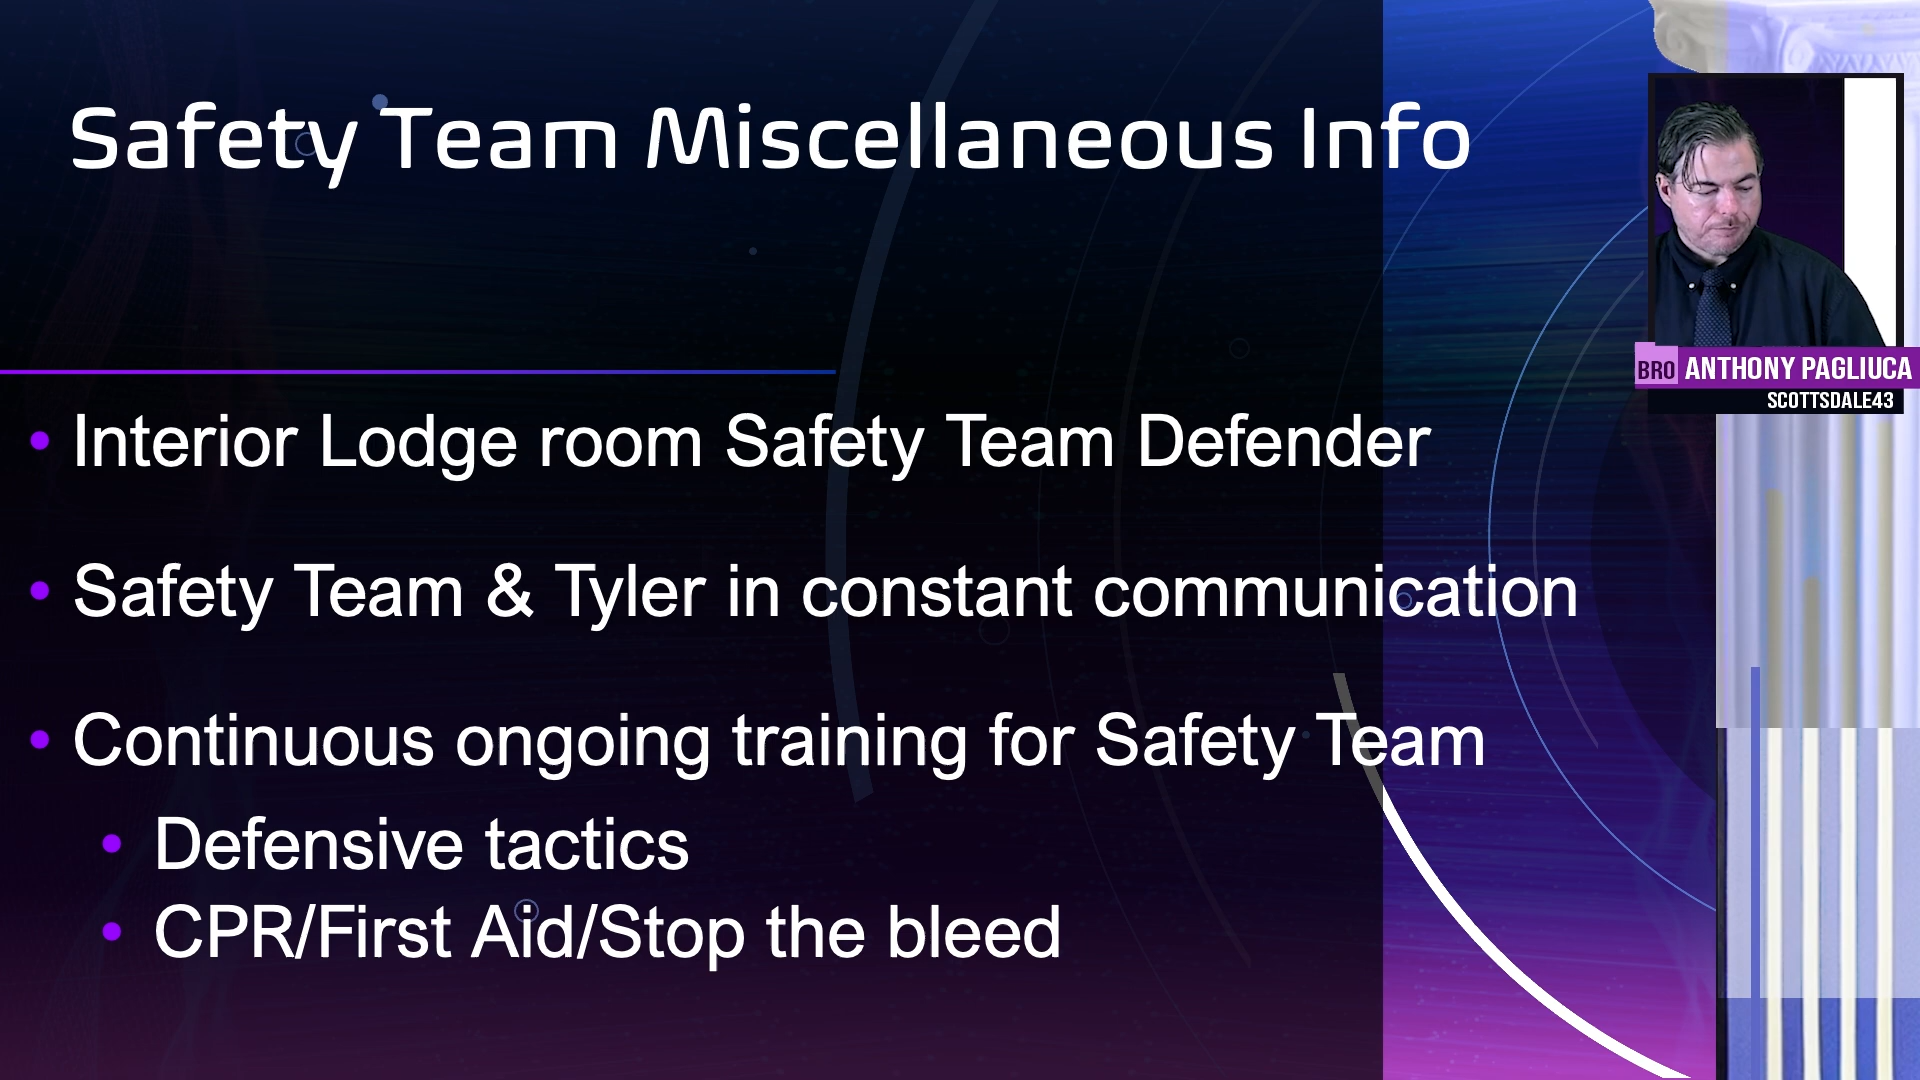 Safety Team Miscellaneous Info
BRO ANTHONY PAGLIUCA
SCOTTSDALE43
• Interior Lodge room Safety Team Defender
• Safety Team & Tyler in constant communication
• Continuous ongoing training for Safety Team
• Defensive tactics
• CPR/First Aid/Stop the bleed